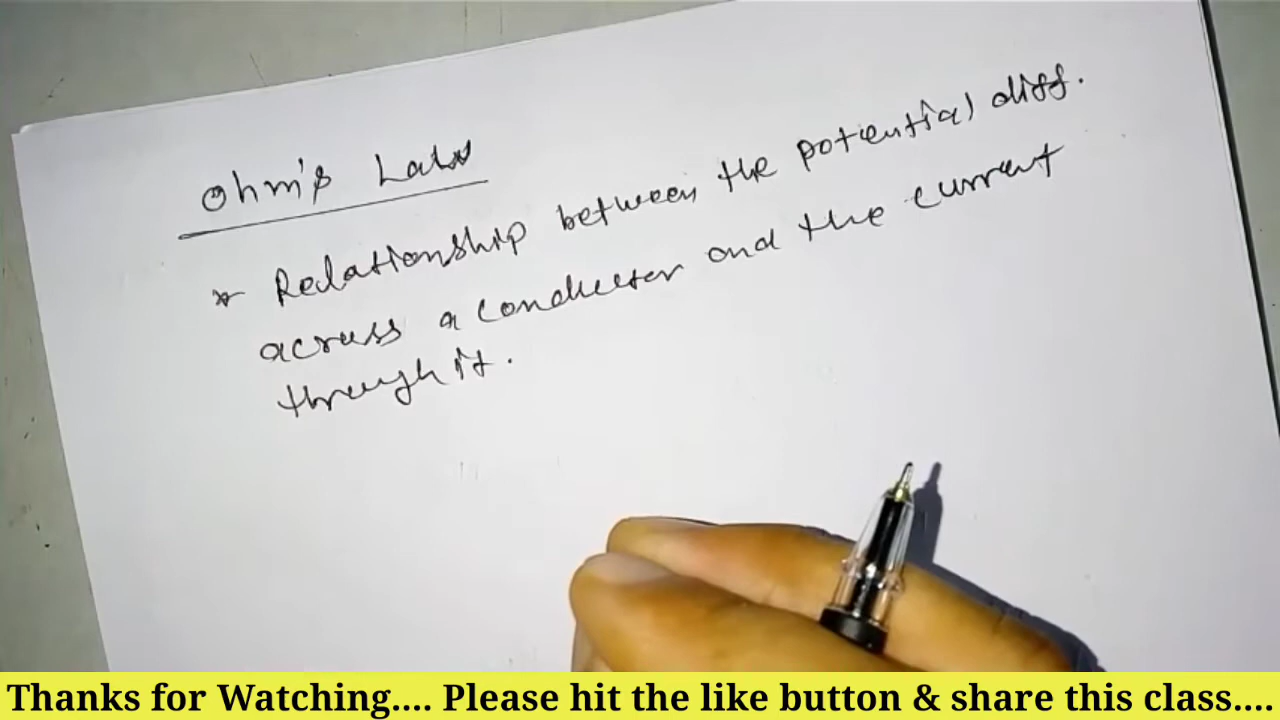 Ohm's Law
* Relationship between the potential diff.
across a conductor and the current
through it.
Thanks for Watching.... Please hit the like button & share this class....